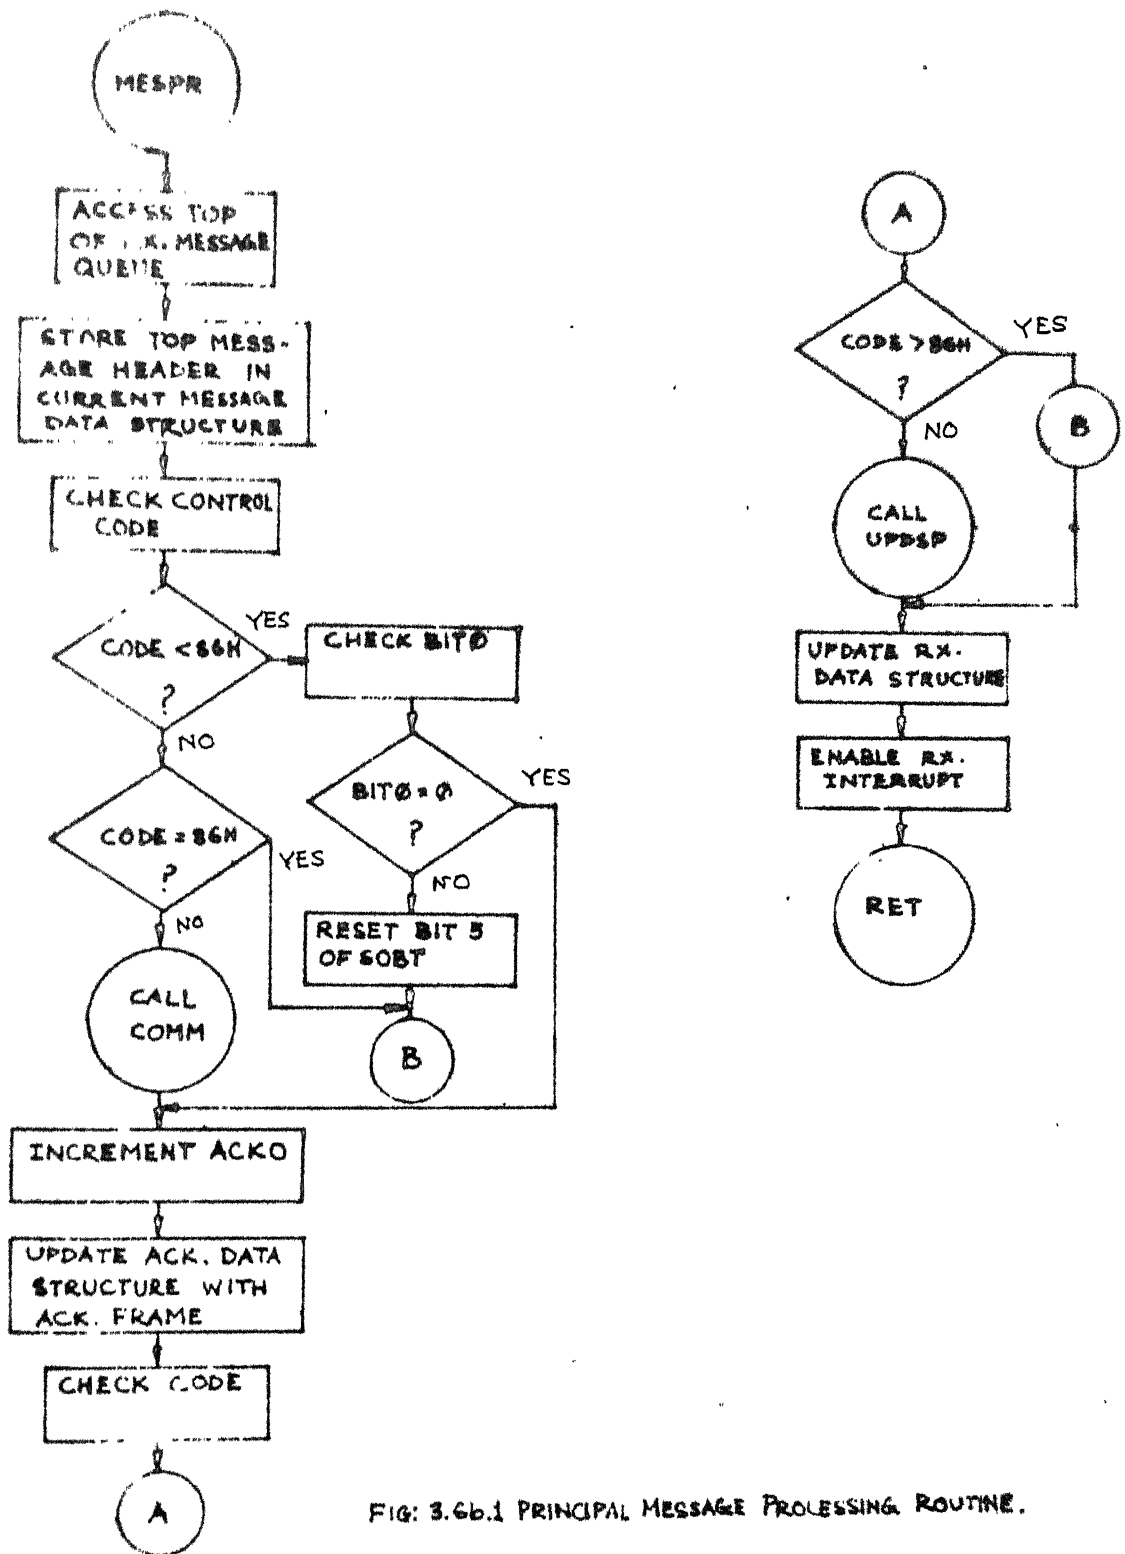 MESPR
ACCESS TOP
OF MESSAGE
QUEUE
STORE TOP MESS-
AGE HEADER IN
CURRENT MESSAGE
DATA STRUCTURE
CHECK CONTROL
CODE
CODE < 86H
?
YES
NO
CHECK BIT0
BITØ = Ø
?
YES
NO
CODE = 86H
?
YES
NO
RESET BIT 5
OF SOBT
B
CALL
COMM
INCREMENT ACKO
UPDATE ACK. DATA
STRUCTURE WITH
ACK. FRAME
CHECK CODE
A
A
CODE > 86H
?
YES
NO
B
CALL
UPDSP
UPDATE RX.
DATA STRUCTURE
ENABLE RX.
INTERRUPT
RET
FIG: 3.6b.1 PRINCIPAL MESSAGE PROCESSING ROUTINE.